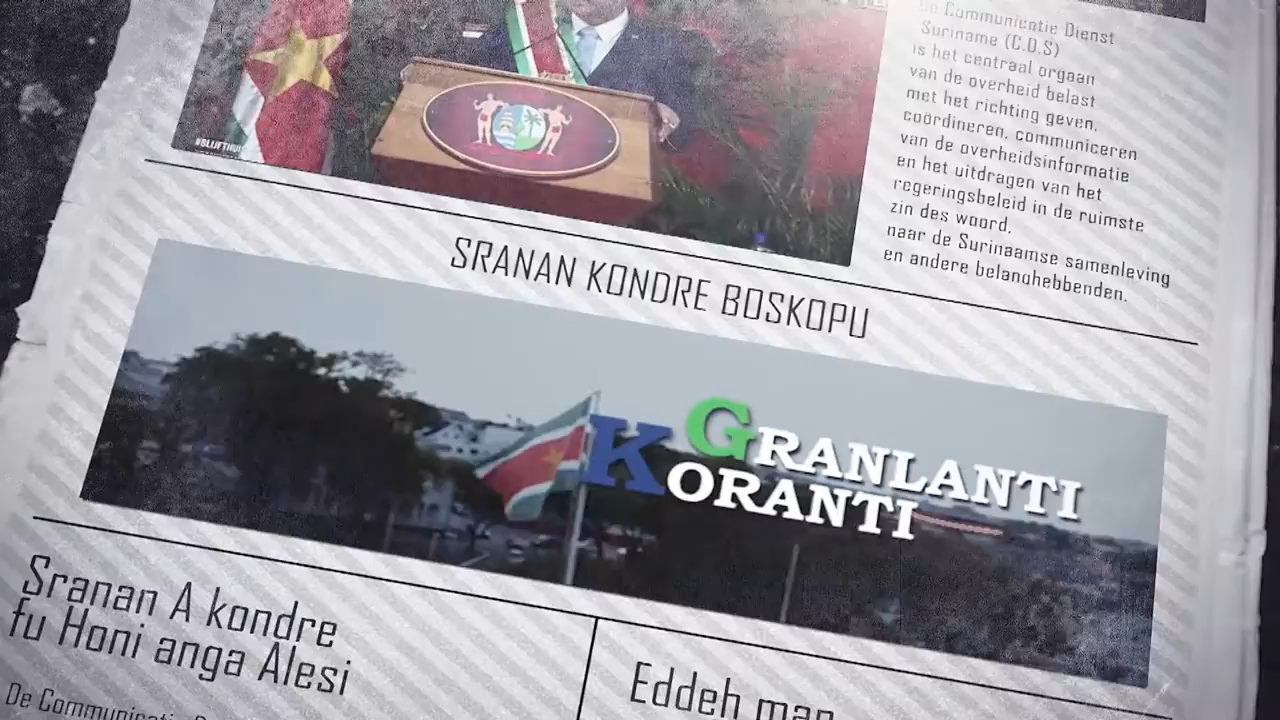 #BLIJFTHUIS
De Communicatie Dienst
Suriname (C.D.S)
is het centraal orgaan
van de overheid belast
met het richting geven,
coördineren, communiceren
van de overheidsinformatie
en het uitdragen van het
regeringsbeleid in de ruimste
zin des woord,
naar de Surinaamse samenleving
en andere belanghebbenden.
SRANAN KONDRE BOSKOPU
GRANLANTI
KORANTI
Sranan A kondre
fu Honi anga Alesi
De Communicatie
Eddeh man